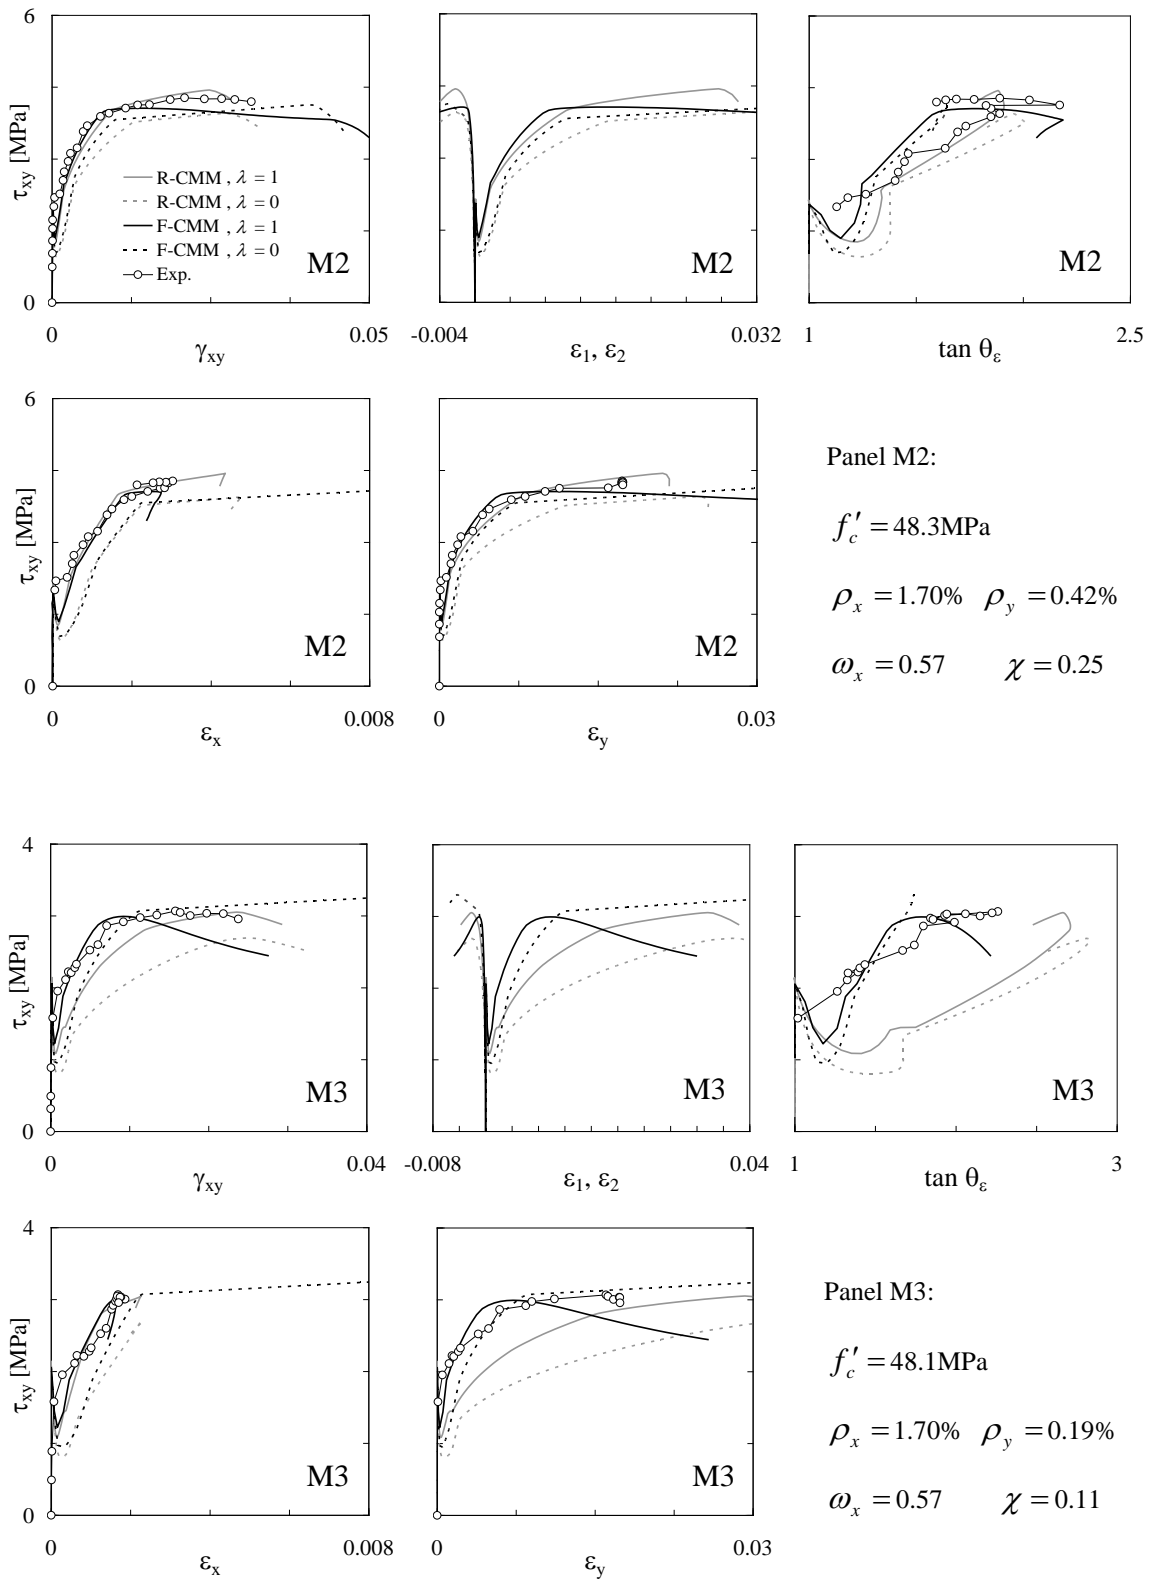 6
τxy [MPa]
R-CMM , λ = 1
R-CMM , λ = 0
F-CMM , λ = 1
F-CMM , λ = 0
Exp.
M2
M2
M2
0
0 0.05 -0.004 0.032 1 2.5
γxy ε1, ε2 tan θε
6
τxy [MPa]
M2
M2
0
0 0.008 0 0.03
εx εy
Panel M2:
f′c = 48.3MPa
ρx = 1.70% ρy = 0.42%
ωx = 0.57 χ = 0.25
4
τxy [MPa]
M3
M3
M3
0
0 0.04 -0.008 0.04 1 3
γxy ε1, ε2 tan θε
4
τxy [MPa]
M3
M3
0
0 0.008 0 0.03
εx εy
Panel M3:
f′c = 48.1MPa
ρx = 1.70% ρy = 0.19%
ωx = 0.57 χ = 0.11